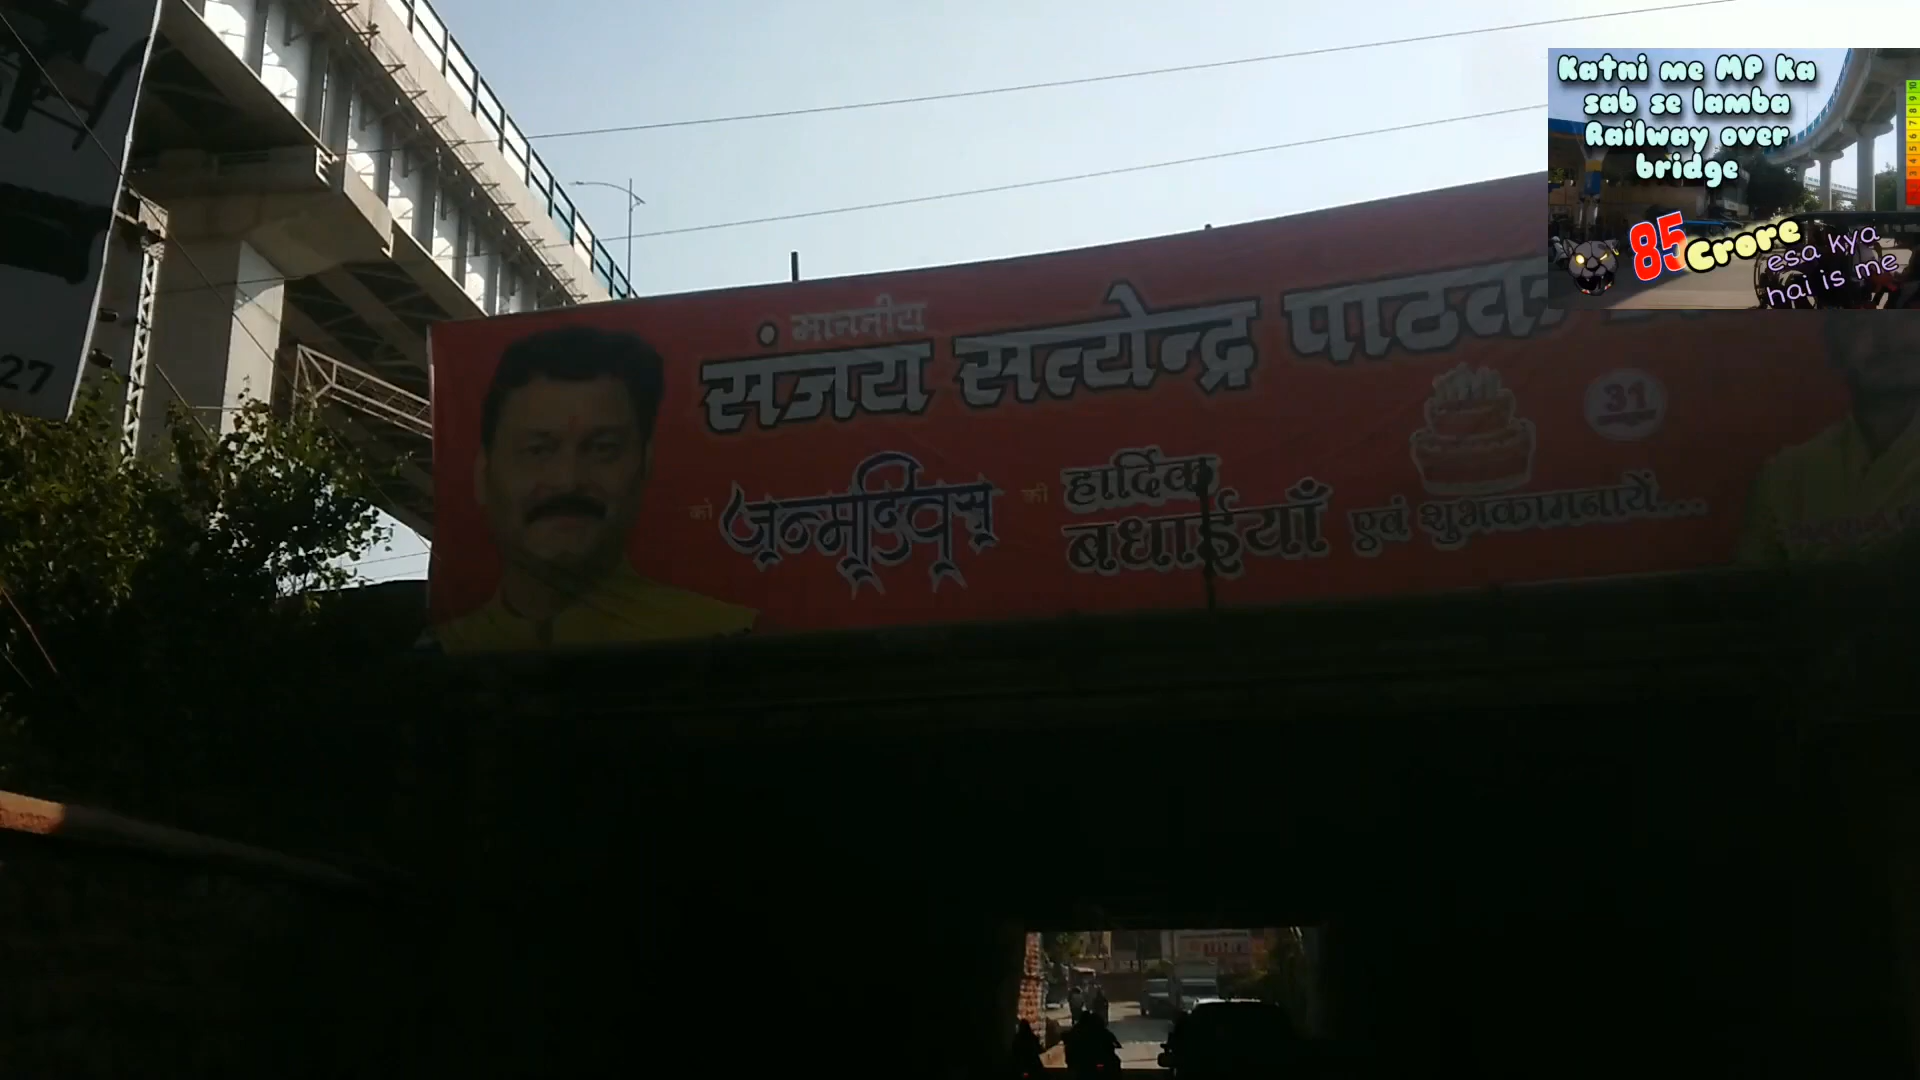 Katni me MP ka
sab se lamba
Railway over
bridge
85 Crore
esa kya
hai is me
माननीय
संजय सत्येन्द्र
को जन्मदिवस की हार्दिक
बधाईयाँ एवं शुभकामनायें...
31
27